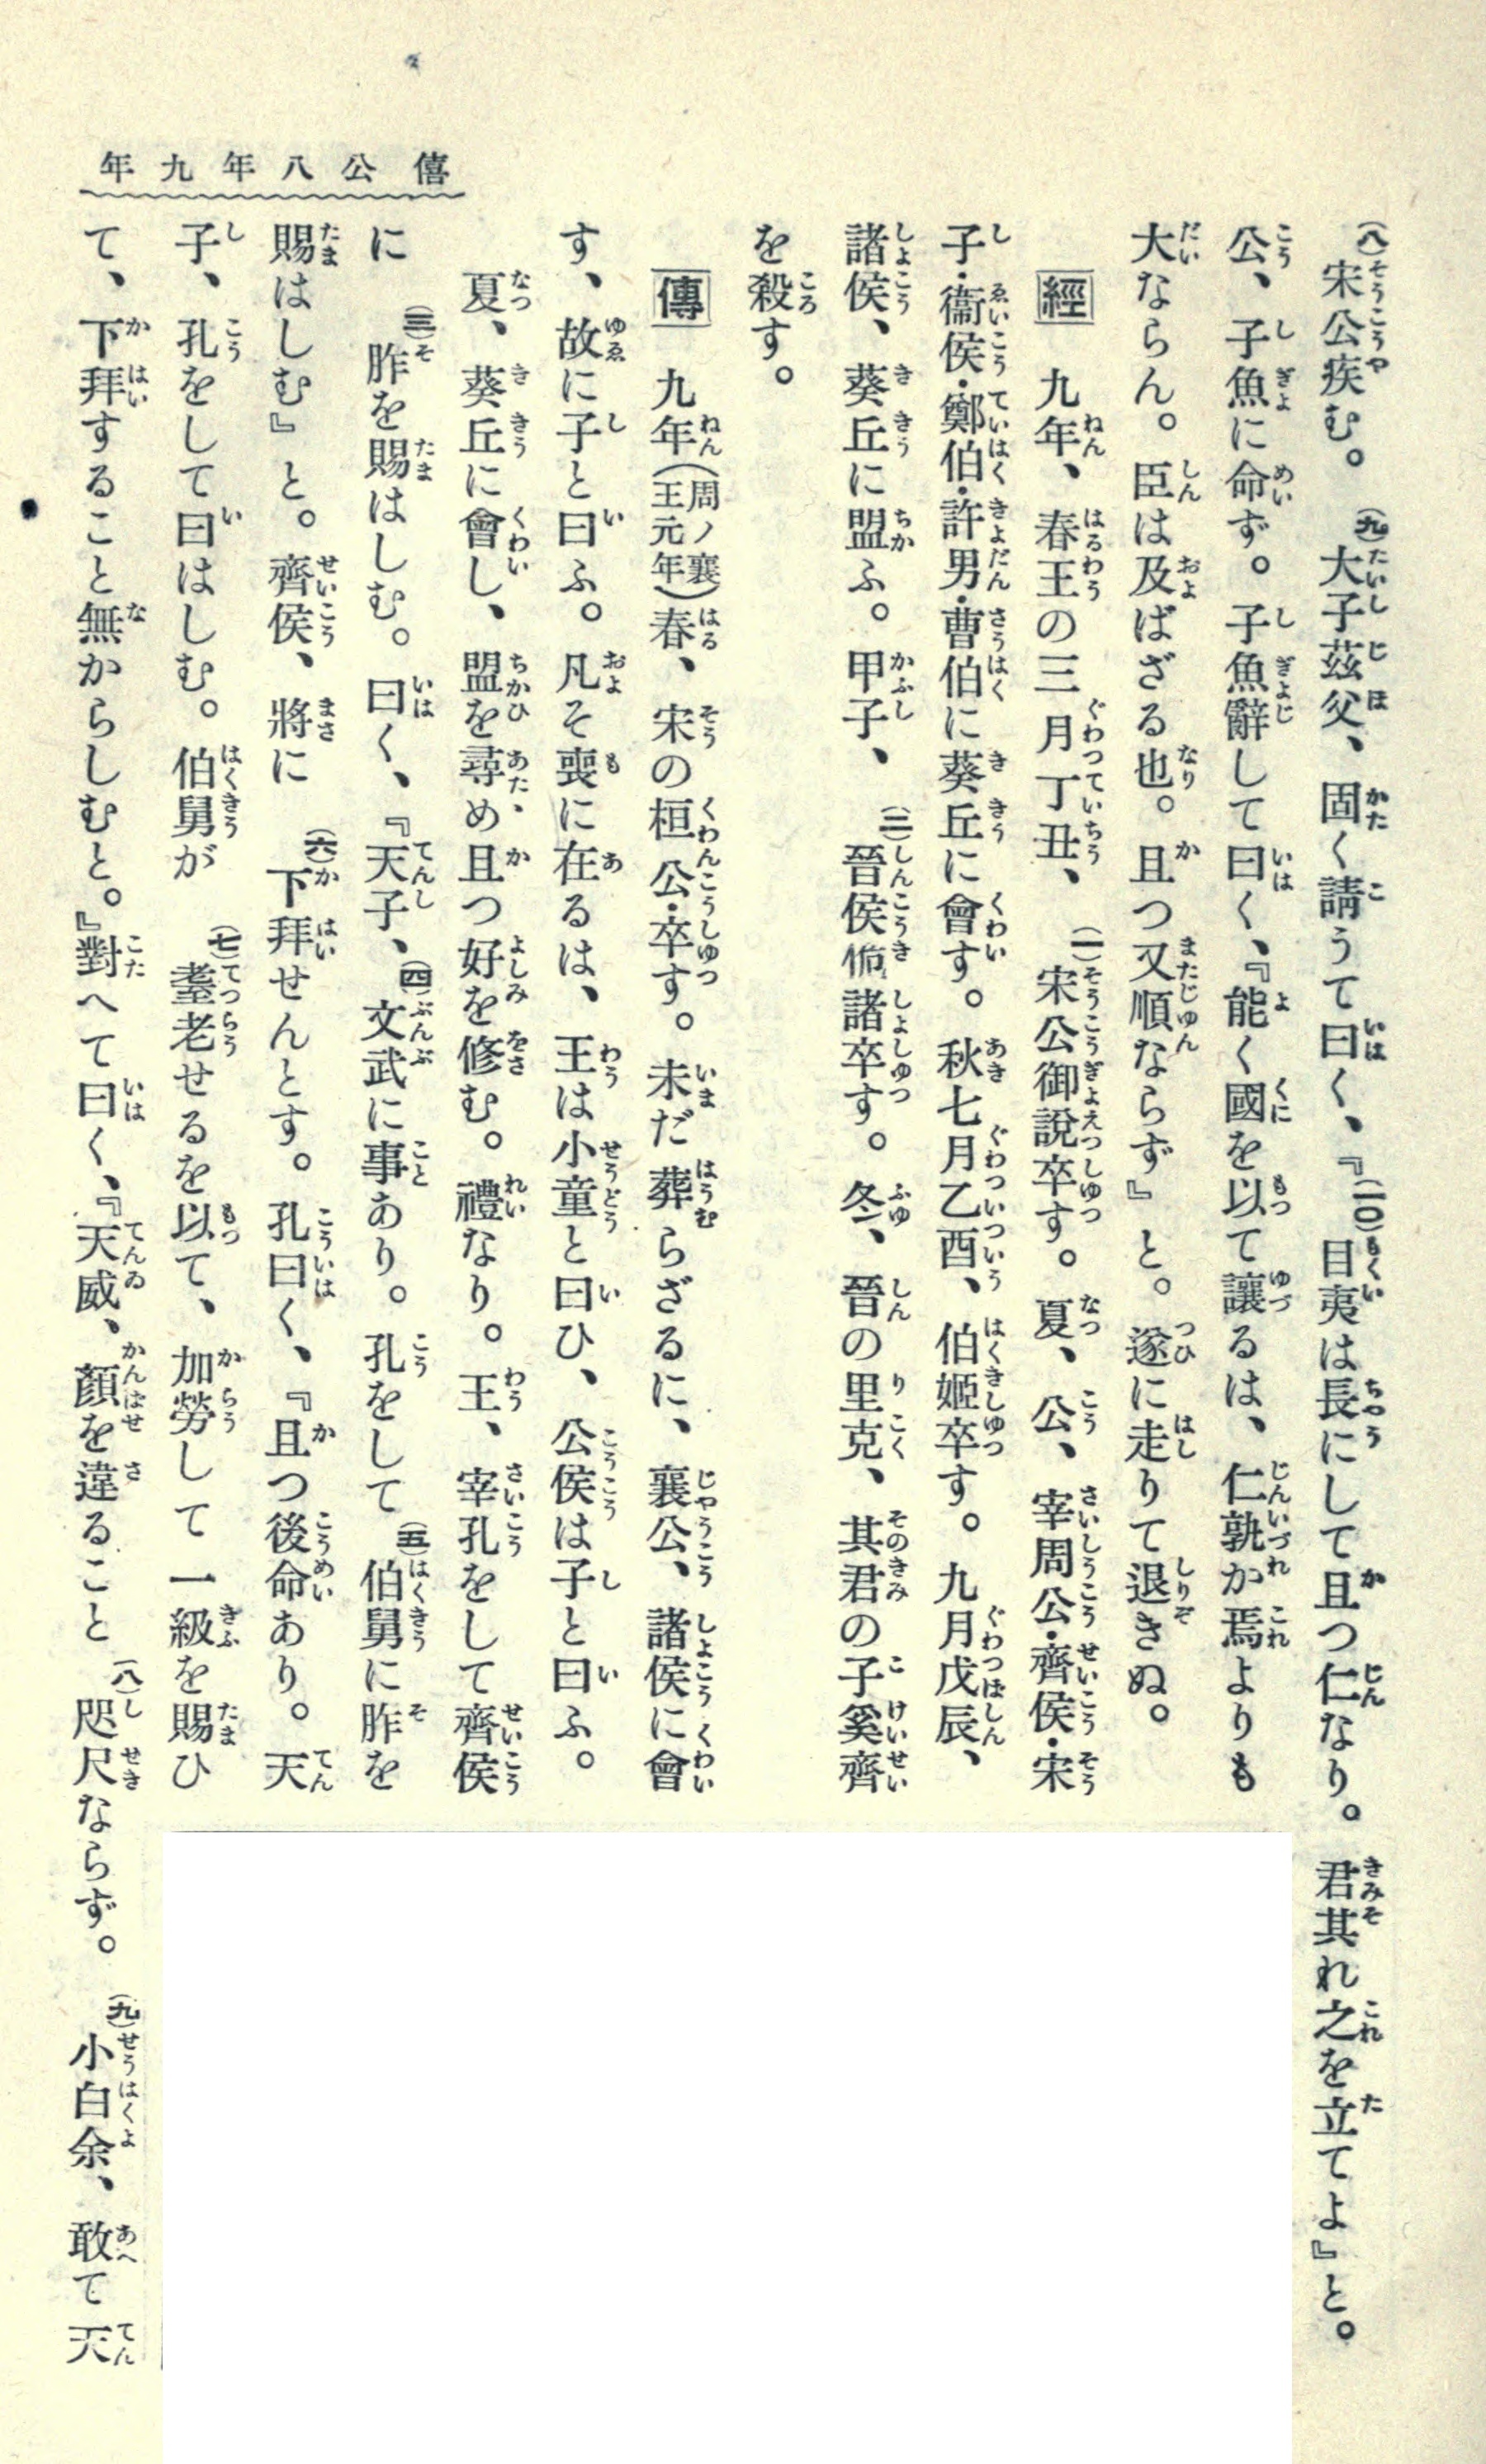 僖公八年九年
(八)宋公疾む。(九)大子茲父、固く請うて曰く、『(一〇)目夷は長にして且つ仁なり。君其れ之を立てよ』と。
公、子魚に命ず。子魚辭して曰く、『能く國を以て讓るは、仁孰か焉よりも
大ならん。臣は及ばざる也。且つ又順ならず』と。遂に走りて退きぬ。
經 九年、春王の三月丁丑、(一)宋公御說卒す。夏、公、宰周公・齊侯・宋
子・衞侯・鄭伯・許男・曹伯に葵丘に會す。秋七月乙酉、伯姬卒す。九月戊辰、
諸侯、葵丘に盟ふ。甲子、(二)晉侯佹諸卒す。冬、晉の里克、其君の子奚齊
を殺す。
傳 九年(周ノ襄王元年)春、宋の桓公・卒す。未だ葬らざるに、襄公、諸侯に會
す、故に子と曰ふ。凡そ喪に在るは、王は小童と曰ひ、公侯は子と曰ふ。
夏、葵丘に會し、盟を尋め且つ好を修む。禮なり。王、宰孔をして齊侯
に(三)胙を賜はしむ。曰く、『天子、(四)文武に事あり。孔をして(五)伯舅に胙を
賜はしむ』と。齊侯、將に(六)下拜せんとす。孔曰く、『且つ後命あり。天
子、孔をして曰はしむ。伯舅が(七)耋老せるを以て、加勞して一級を賜ひ
て、下拜すること無からしむと。』對へて曰く、『天威、顏を違ること(八)咫尺ならず。(九)小白余、敢て天